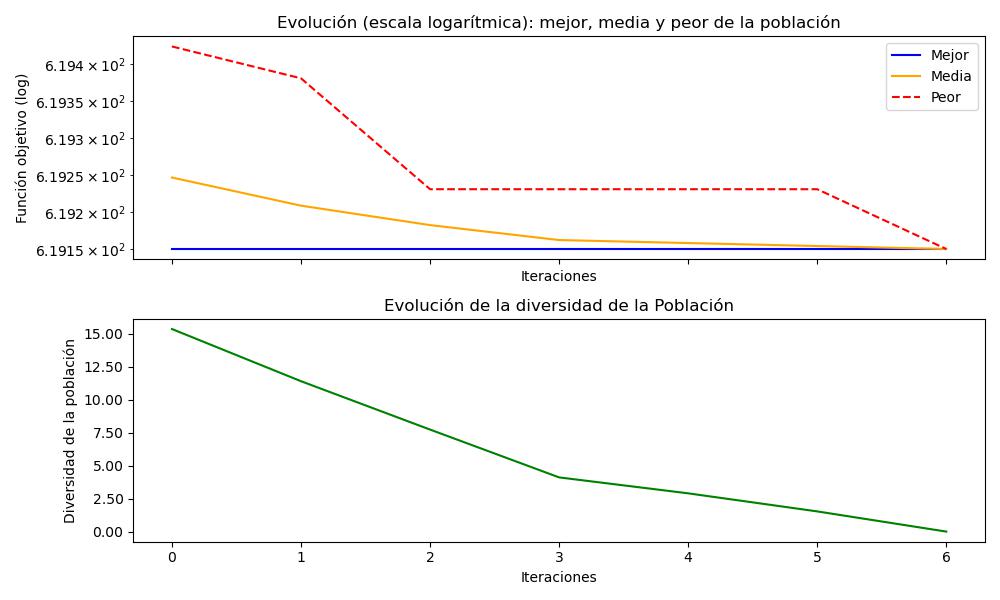 Evolución (escala logarítmica): mejor, media y peor de la población
6.194 × 10²
6.1935 × 10²
6.193 × 10²
6.1925 × 10²
6.192 × 10²
6.1915 × 10²
Función objetivo (log)
Mejor
Media
Peor
Iteraciones
Evolución de la diversidad de la Población
15.00
12.50
10.00
7.50
5.00
2.50
0.00
Diversidad de la población
0 1 2 3 4 5 6
Iteraciones